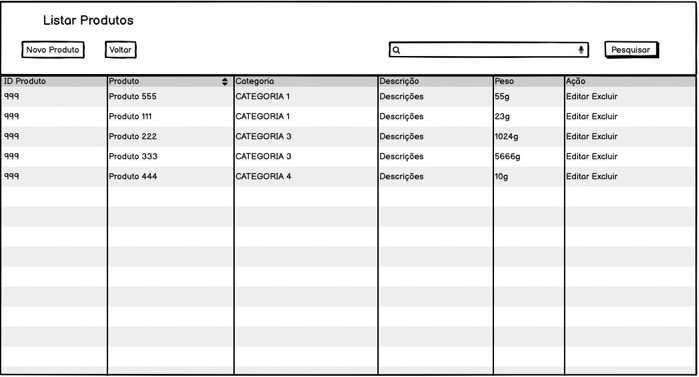 Listar Produtos
Novo Produto Voltar Pesquisar
ID Produto Produto Categoria Descrição Peso Ação
999 Produto 555 CATEGORIA 1 Descrições 55g Editar Excluir
999 Produto 111 CATEGORIA 1 Descrições 23g Editar Excluir
999 Produto 222 CATEGORIA 3 Descrições 1024g Editar Excluir
999 Produto 333 CATEGORIA 3 Descrições 5666g Editar Excluir
999 Produto 444 CATEGORIA 4 Descrições 10g Editar Excluir